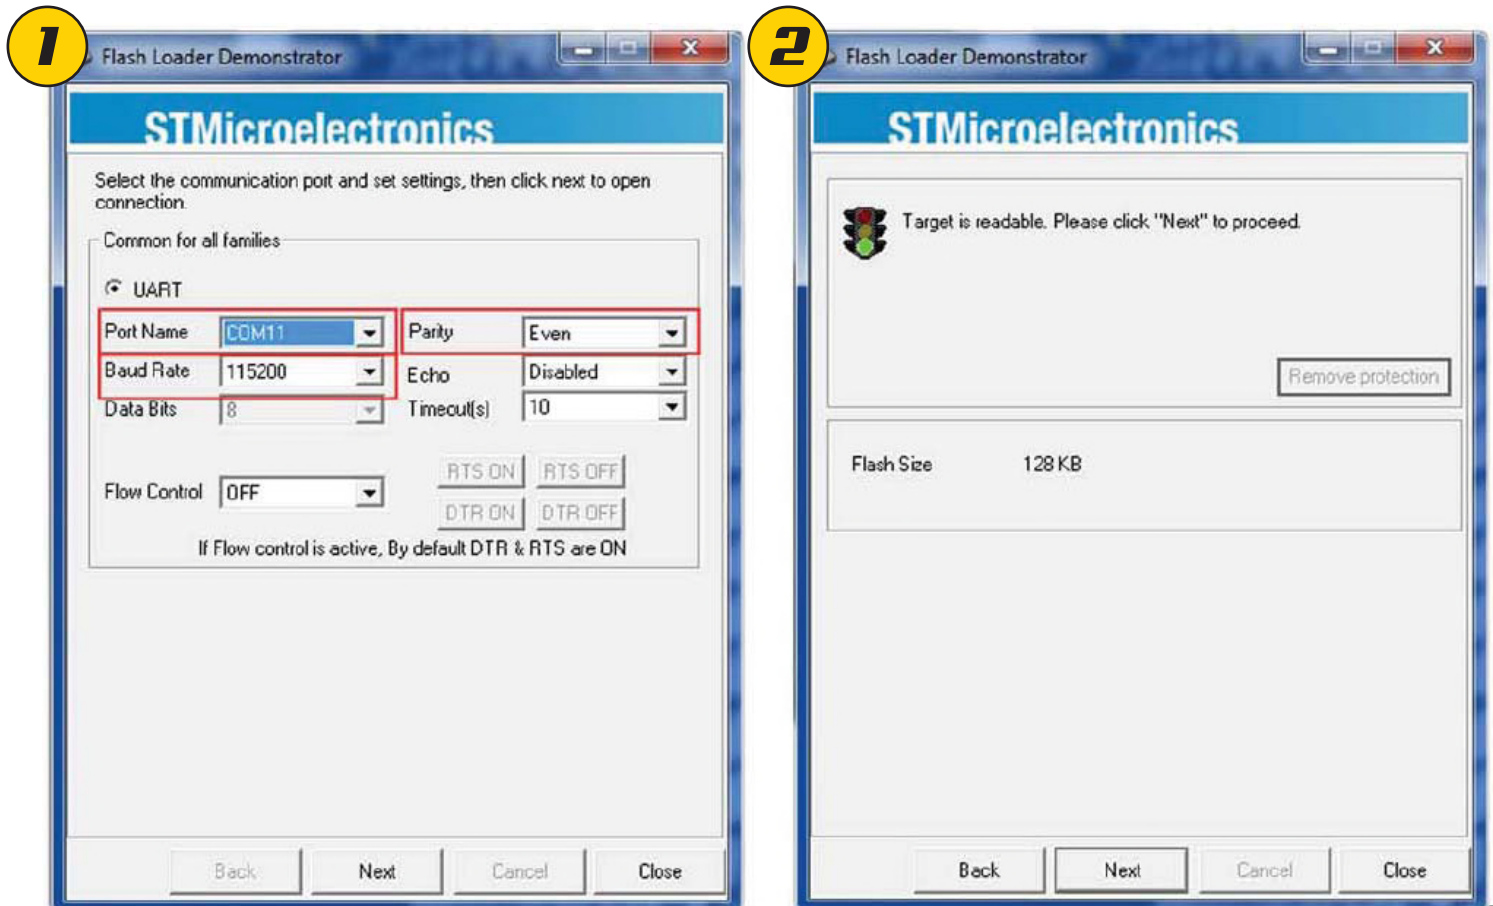 1
Flash Loader Demonstrator
STMicroelectronics
Select the communication port and set settings, then click next to open
connection.
Common for all families
UART
Port Name COM11 Parity Even
Baud Rate 115200 Echo Disabled
Data Bits 8 Timeout(s) 10
RTS ON RTS OFF
Flow Control OFF
DTR ON DTR OFF
If Flow control is active, By default DTR & RTS are ON
Back Next Cancel Close
2
Flash Loader Demonstrator
STMicroelectronics
Target is readable. Please click "Next" to proceed.
Remove protection
Flash Size 128 KB
Back Next Cancel Close